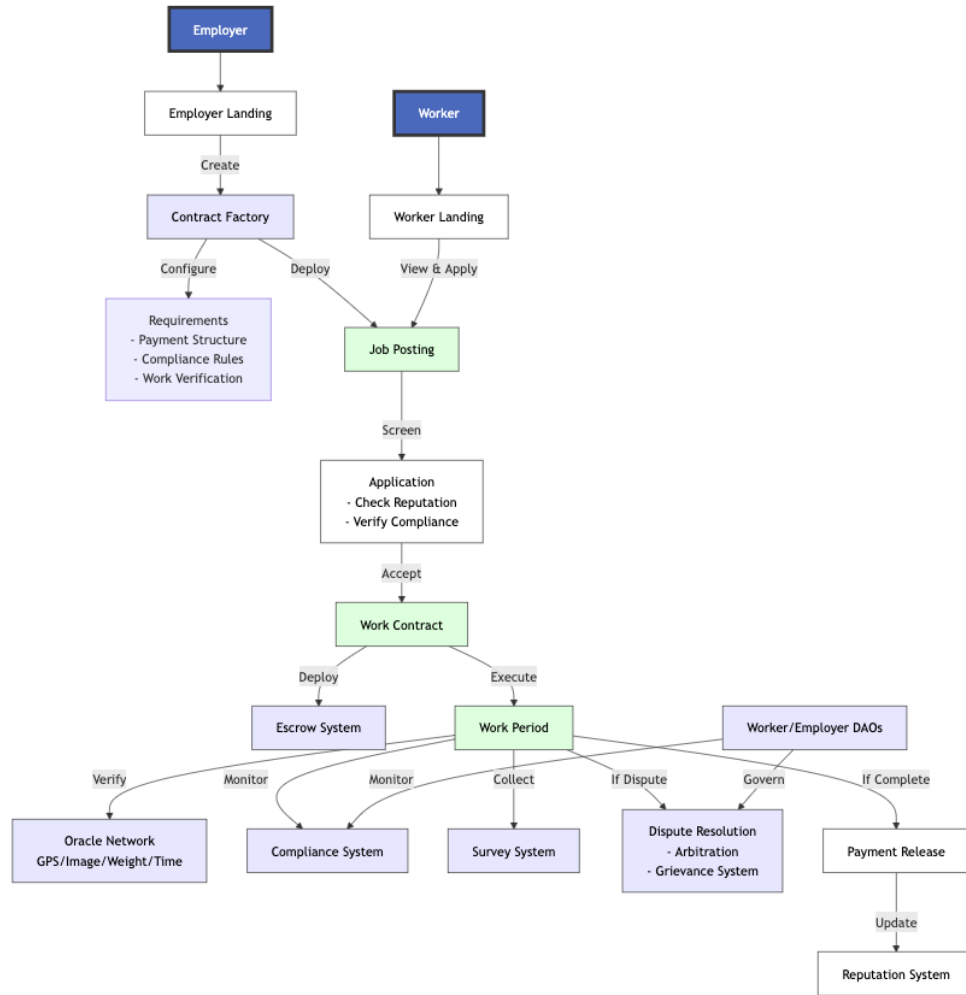 Employer
Employer Landing
Worker
Create
Contract Factory
Worker Landing
Configure
Deploy
View & Apply
Requirements
- Payment Structure
- Compliance Rules
- Work Verification
Job Posting
Screen
Application
- Check Reputation
- Verify Compliance
Accept
Work Contract
Deploy
Execute
Escrow System
Work Period
Worker/Employer DAOs
Verify
Monitor
Monitor
Collect
If Dispute
Govern
If Complete
Oracle Network
GPS/Image/Weight/Time
Compliance System
Survey System
Dispute Resolution
- Arbitration
- Grievance System
Payment Release
Update
Reputation System